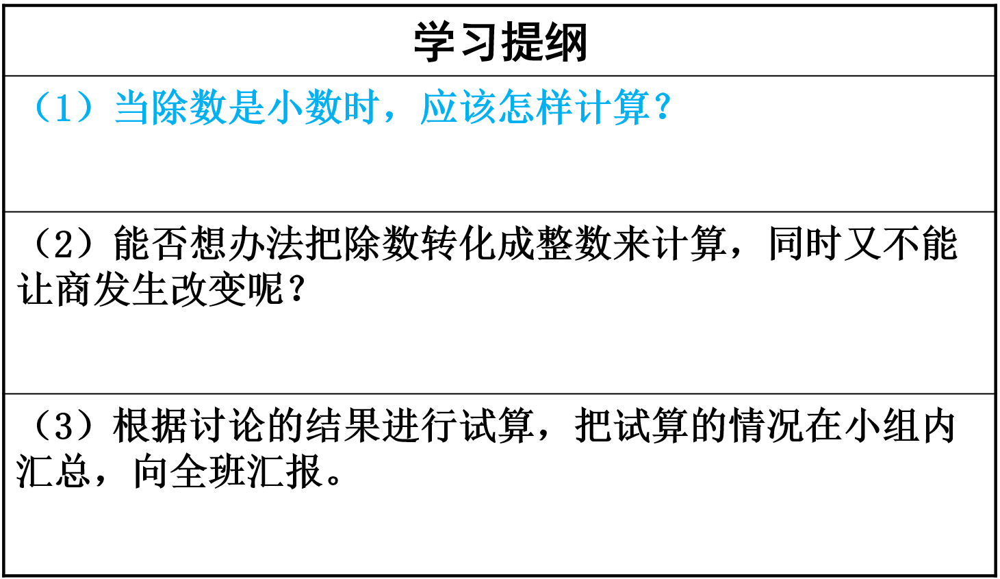 学习提纲
（1）当除数是小数时，应该怎样计算？
（2）能否想办法把除数转化成整数来计算，同时又不能
让商发生改变呢？
（3）根据讨论的结果进行试算，把试算的情况在小组内
汇总，向全班汇报。